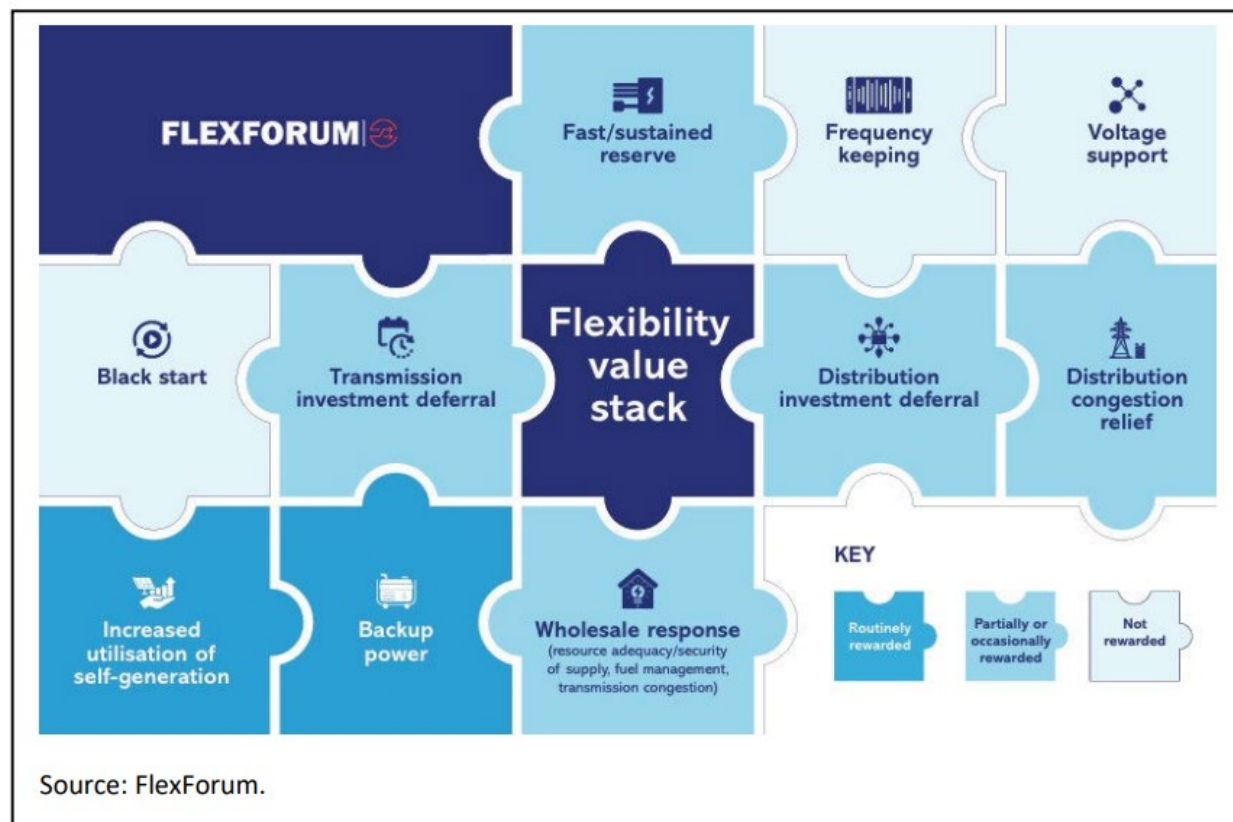 FLEXFORUM
Fast/sustained
reserve
Frequency
keeping
Voltage
support
Black start
Transmission
investment deferral
Flexibility
value
stack
Distribution
investment deferral
Distribution
congestion
relief
Increased
utilisation of
self-generation
Backup
power
Wholesale response
(resource adequacy/security
of supply, fuel management,
transmission congestion)
KEY
Routinely
rewarded
Partially or
occasionally
rewarded
Not
rewarded
Source: FlexForum.